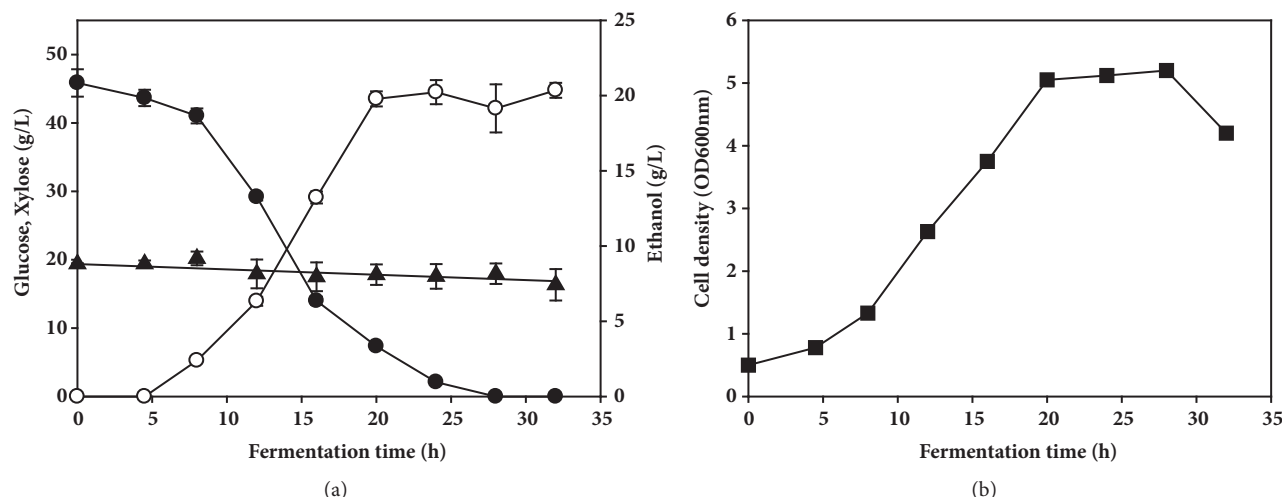 Glucose, Xylose (g/L)
50
40
30
20
10
0
25
20
15
10
5
0
Ethanol (g/L)
0 5 10 15 20 25 30 35
Fermentation time (h)
(a)
Cell density (OD600nm)
6
5
4
3
2
1
0
0 5 10 15 20 25 30 35
Fermentation time (h)
(b)